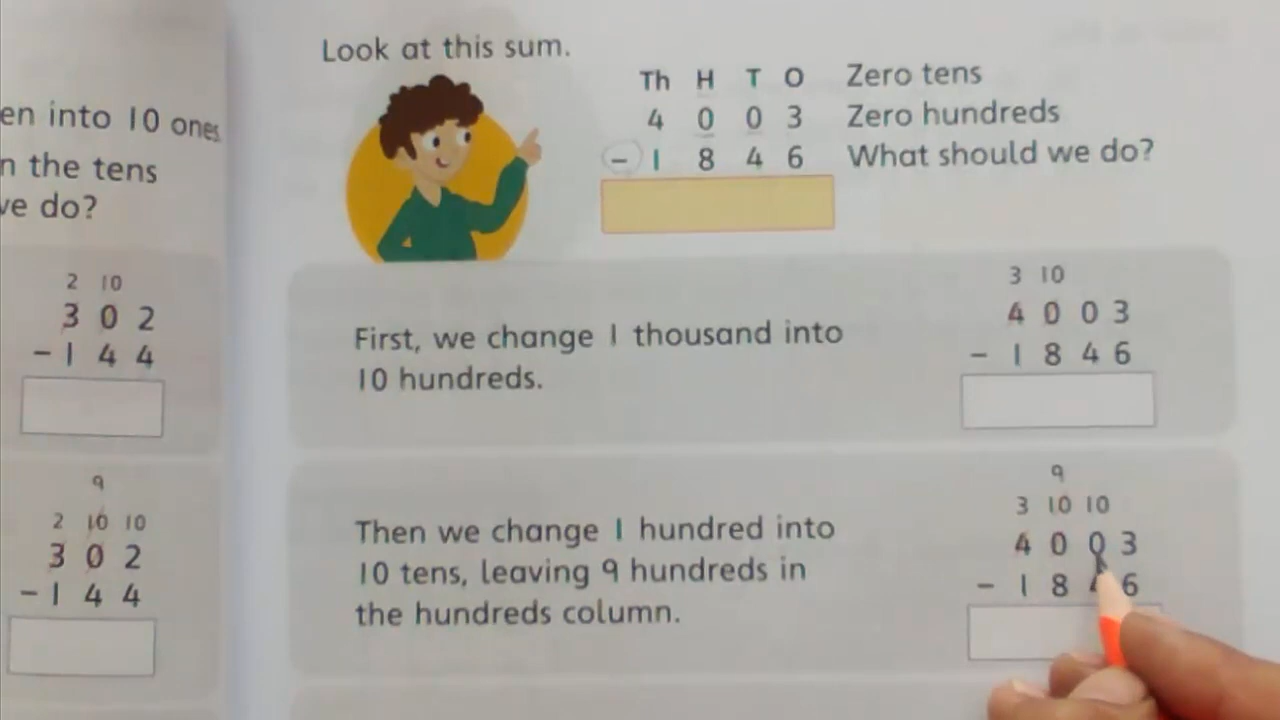 en into 10 ones
n the tens
ve do?
2 10
3 0 2
- 1 4 4
9
2 10 10
3 0 2
- 1 4 4
Look at this sum.
Th H T O
4 0 0 3
- 1 8 4 6
Zero tens
Zero hundreds
What should we do?
First, we change 1 thousand into
10 hundreds.
3 10
4 0 0 3
- 1 8 4 6
Then we change 1 hundred into
10 tens, leaving 9 hundreds in
the hundreds column.
9
3 10 10
4 0 0 3
- 1 8 4 6